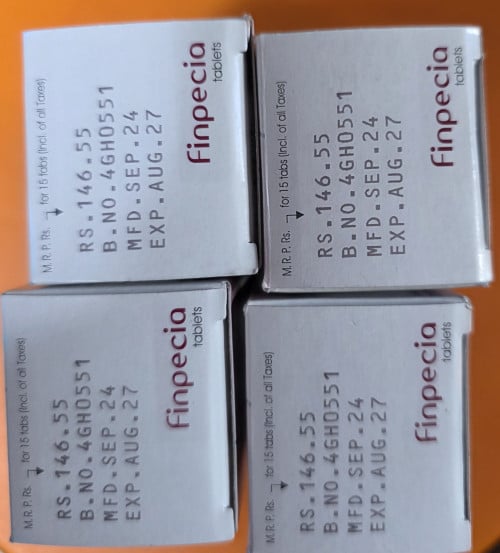 M.R.P. Rs. for 15 tabs (Incl. of all Taxes)
RS.146.55
B.NO.4GH0551
MFD.SEP.24
EXP.AUG.27
Finpecia
tablets
M.R.P. Rs. for 15 tabs (Incl. of all Taxes)
RS.146.55
B.NO.4GH0551
MFD.SEP.24
EXP.AUG.27
Finpecia
tablets
M.R.P. Rs. for 15 tabs (Incl. of all Taxes)
RS.146.55
B.NO.4GH0551
MFD.SEP.24
EXP.AUG.27
Finpecia
tablets
M.R.P. Rs. for 15 tabs (Incl. of all Taxes)
RS.146.55
B.NO.4GH0551
MFD.SEP.24
EXP.AUG.27
Finpecia
tablets